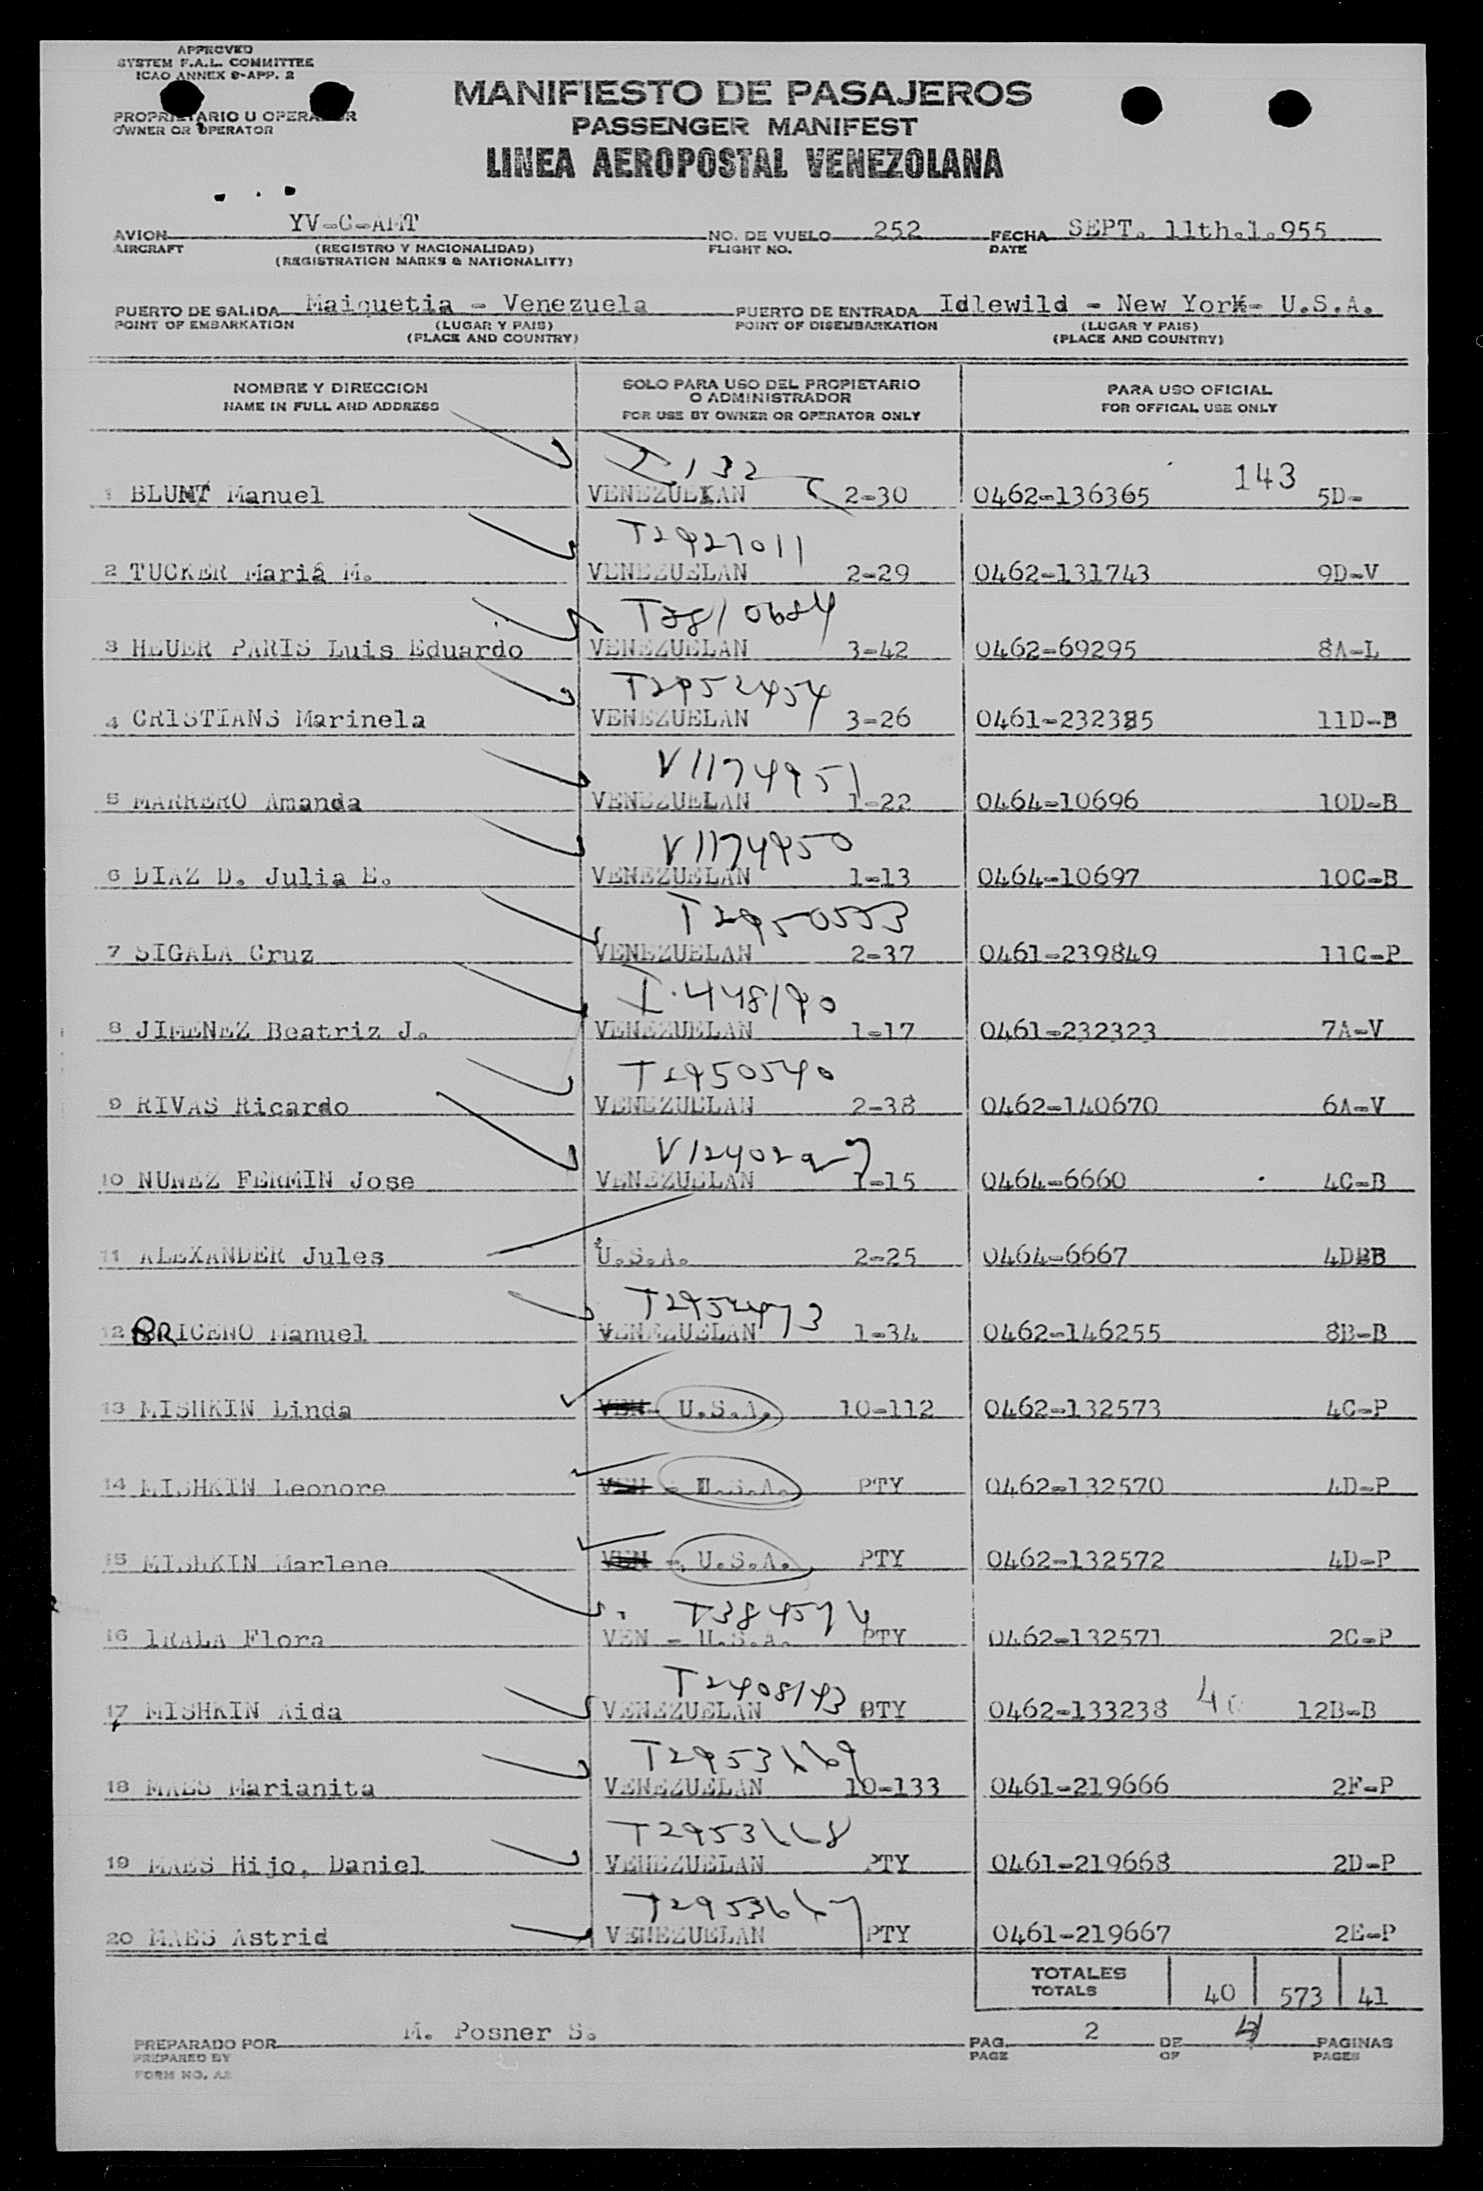 APPROVED
SYSTEM F.A.L. COMMITTEE
ICAO ANNEX 9-APP. 2
MANIFIESTO DE PASAJEROS
PROPRIETARIO U OPERADOR
OWNER OR OPERATOR
PASSENGER MANIFEST
LINEA AEROPOSTAL VENEZOLANA
AVION YV-C-AMT NO. DE VUELO 252 FECHA SEPT. 11th.1.955
AIRCRAFT (REGISTRO Y NACIONALIDAD) FLIGHT NO. DATE
(REGISTRATION MARKS & NATIONALITY)
PUERTO DE SALIDA Maiquetia - Venezuela PUERTO DE ENTRADA Idlewild - New York- U.S.A.
POINT OF EMBARKATION (LUGAR Y PAIS) POINT OF DISEMBARKATION (LUGAR Y PAIS)
(PLACE AND COUNTRY) (PLACE AND COUNTRY)
NOMBRE Y DIRECCION SOLO PARA USO DEL PROPIETARIO O ADMINISTRADOR PARA USO OFICIAL
NAME IN FULL AND ADDRESS FOR USE BY OWNER OR OPERATOR ONLY FOR OFFICAL USE ONLY
I 132
1 BLUNT Manuel VENEZUELAN 2-30 0462-136365 143 5D-
T2927011
2 TUCKER Maria M. VENEZUELAN 2-29 0462-131743 9D-V
T2810684
3 HEUER PARIS Luis Eduardo VENEZUELAN 3-42 0462-69295 8A-L
T2952454
4 CRISTIANS Marinela VENEZUELAN 3-26 0461-232385 11D-B
V1174951
5 MARRERO Amanda VENEZUELAN 1-22 0464-10696 10D-B
V1174950
6 DIAZ D. Julia E. VENEZUELAN 1-13 0464-10697 10C-B
T2950553
7 SIGALA Cruz VENEZUELAN 2-37 0461-239849 11C-P
I.448190
8 JIMENEZ Beatriz J. VENEZUELAN 1-17 0461-232323 7A-V
T2950540
9 RIVAS Ricardo VENEZUELAN 2-38 0462-140670 6A-V
V1240297
10 NUNEZ FERMIN Jose VENEZUELAN 1-15 0464-6660 4C-B
11 ALEXANDER Jules U.S.A. 2-25 0464-6667 4DBB
T2952473
12 BRICENO Manuel VENEZUELAN 1-34 0462-146255 8B-B
13 MISHKIN Linda VEN - U.S.A. 10-112 0462-132573 4C-P
14 MISHKIN Leonore VEN - U.S.A. PTY 0462-132570 4D-P
15 MISHKIN Marlene VEN - U.S.A. PTY 0462-132572 4D-P
T384576
16 IRALA Flora VEN - U.S.A. PTY 0462-132571 2C-P
T2408143
17 MISHKIN Aida VENEZUELAN PTY 0462-133238 12B-B
T2953669
18 MAES Marianita VENEZUELAN 10-133 0461-219666 2F-P
T2953668
19 MAES Hijo, Daniel VENEZUELAN PTY 0461-219668 2D-P
T2953667
20 MAES Astrid VENEZUELAN PTY 0461-219667 2E-P
TOTALES
TOTALS 40 573 41
PREPARADO POR M. Posner S. PAG. 2 DE 4 PAGINAS
PREPARED BY PAGE OF PAGES
FORM NO. A2